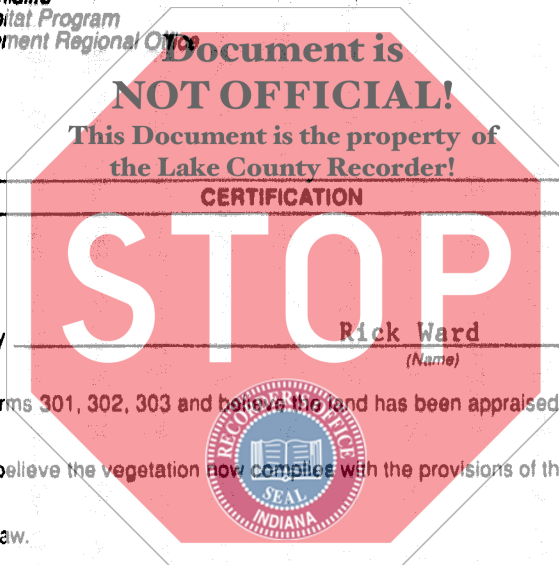 itat Program
ment Regional Office
Document is
NOT OFFICIAL!
This Document is the property of
the Lake County Recorder!
CERTIFICATION
STOP
Rick Ward
(Name)
rms 301, 302, 303 and believe the land has been appraised
believe the vegetation now complies with the provisions of th
aw.
RECORDER'S OFFICE
SEAL
INDIANA